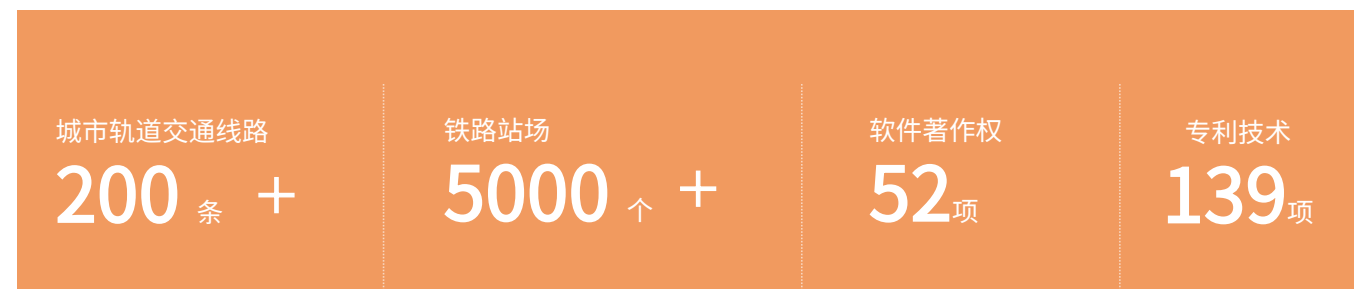 城市轨道交通线路
200 条 +
铁路站场
5000 个 +
软件著作权
52项
专利技术
139项